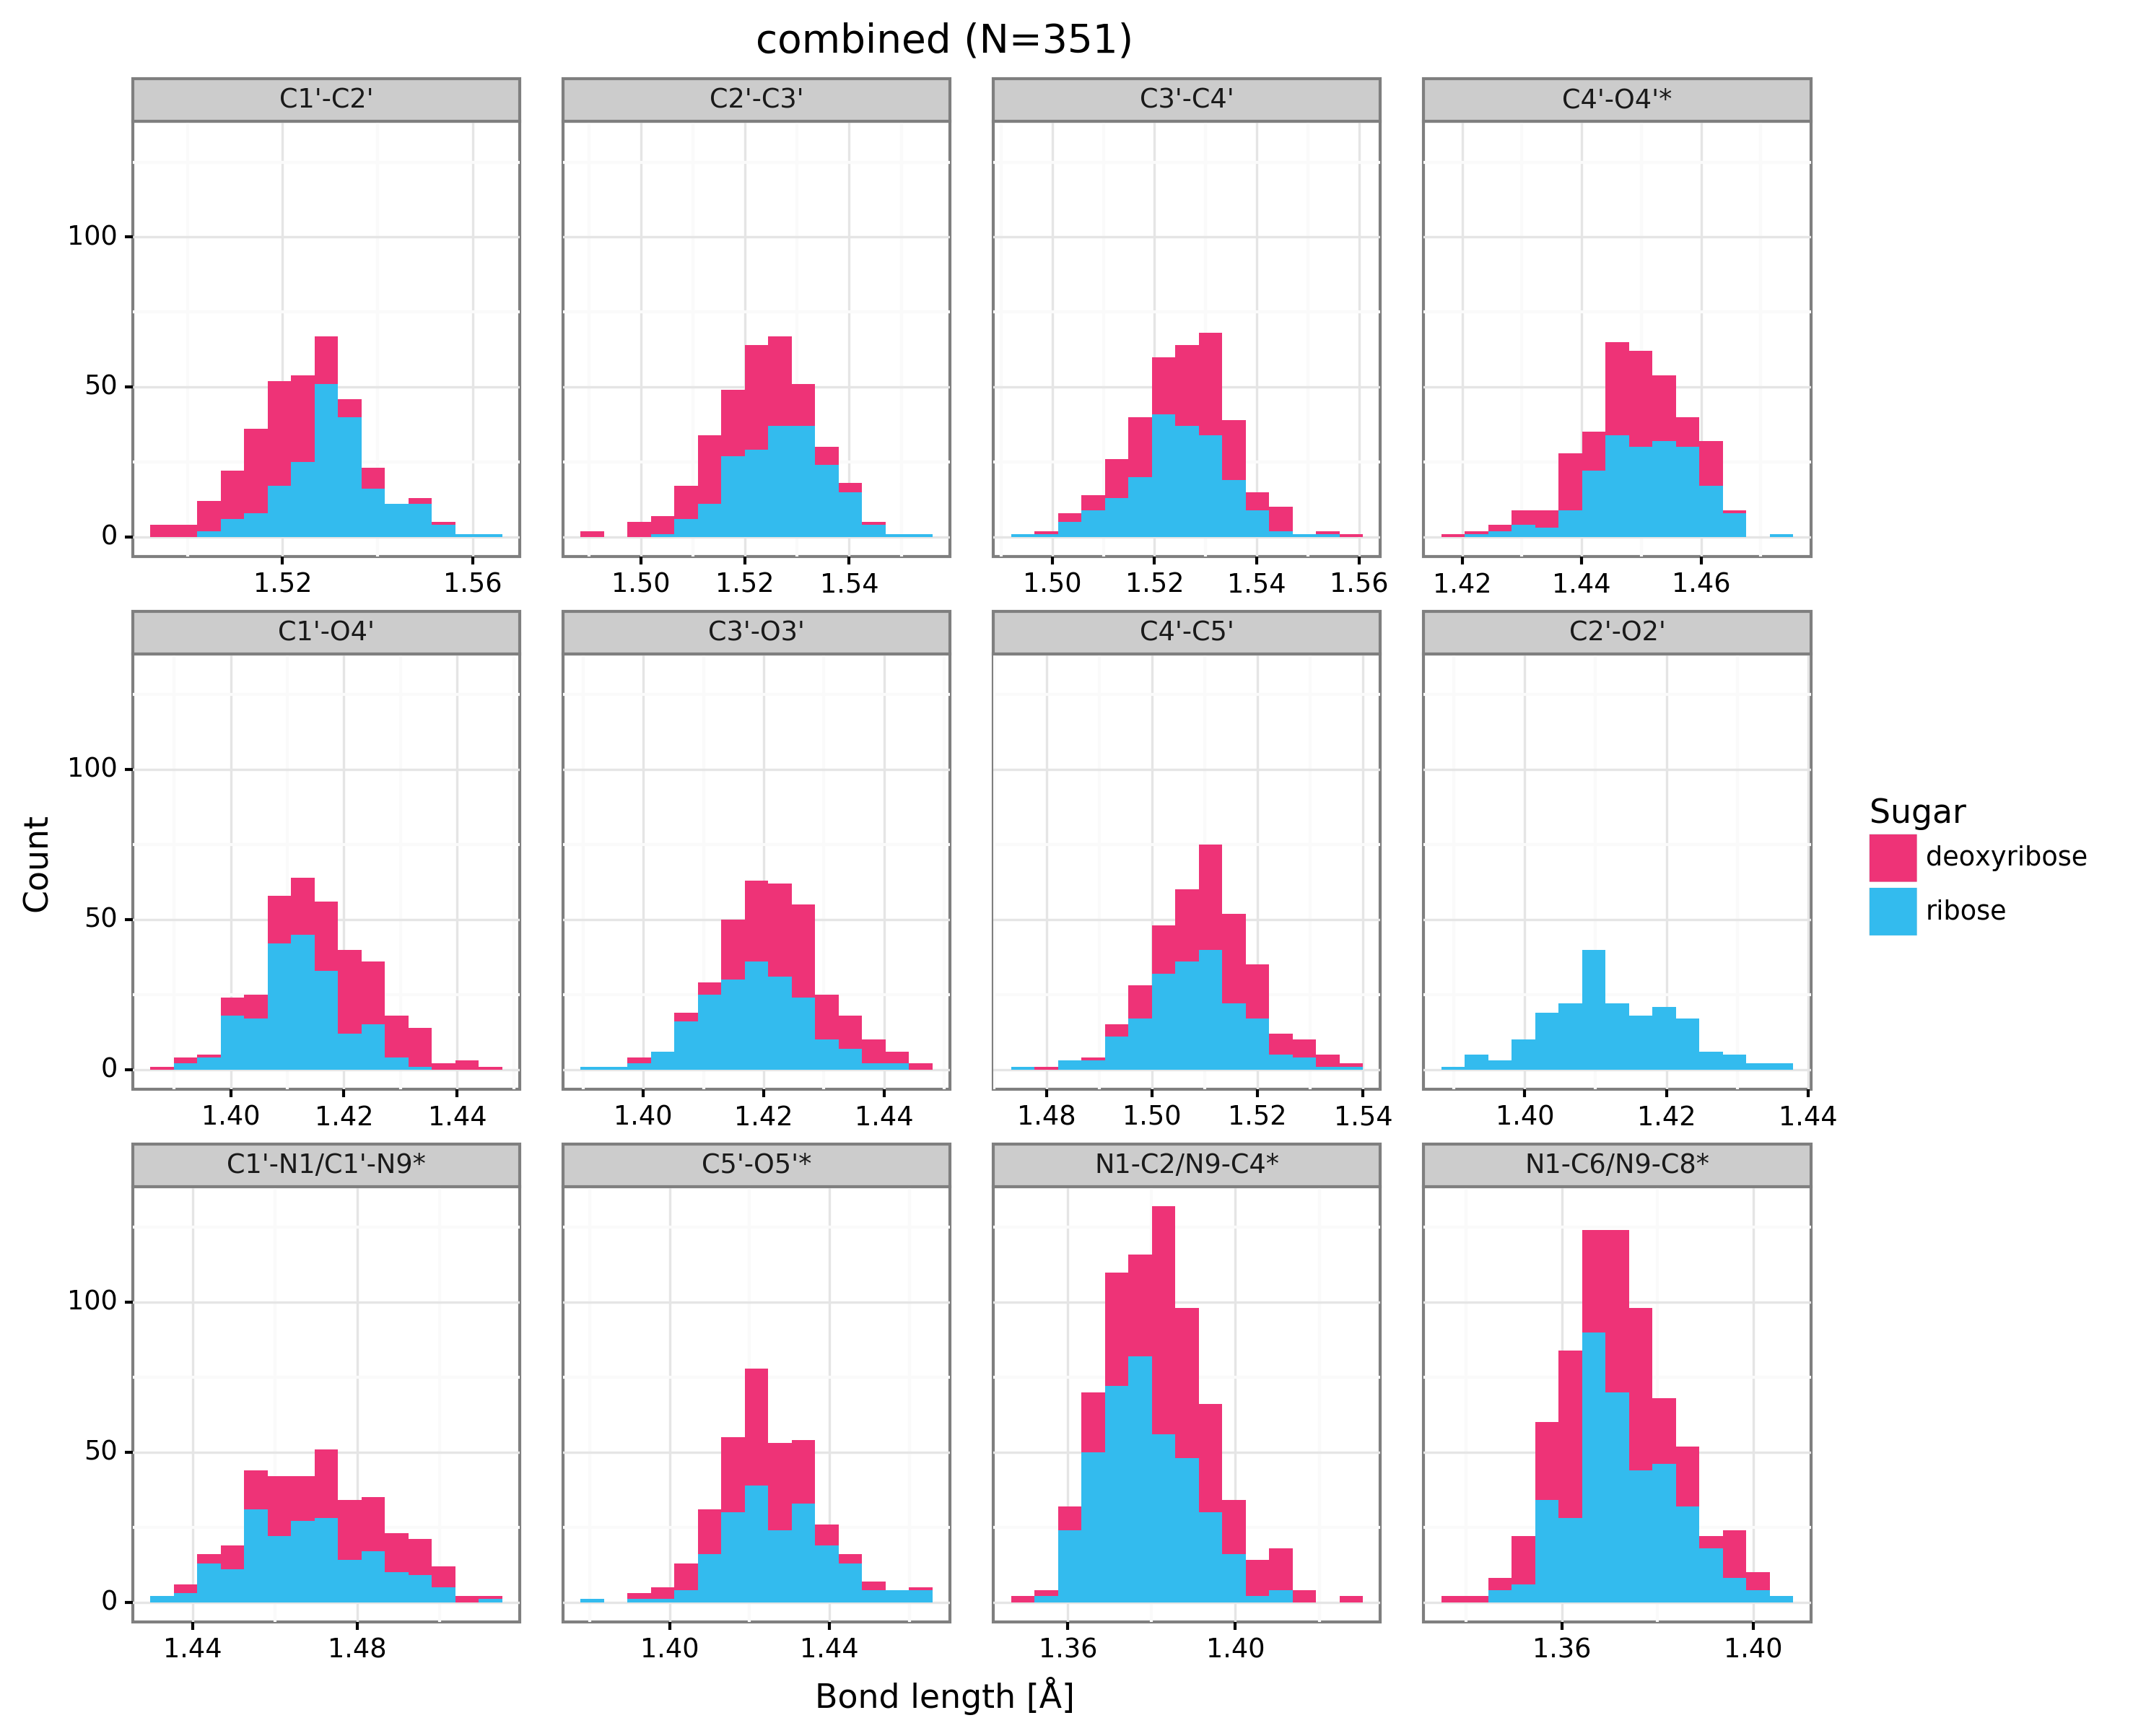 combined (N=351)
C1'-C2' C2'-C3' C3'-C4' C4'-O4'*
100
50
0
1.52 1.56 1.50 1.52 1.54 1.50 1.52 1.54 1.56 1.42 1.44 1.46
C1'-O4' C3'-O3' C4'-C5' C2'-O2'
100
50
0
1.40 1.42 1.44 1.40 1.42 1.44 1.48 1.50 1.52 1.54 1.40 1.42 1.44
C1'-N1/C1'-N9* C5'-O5'* N1-C2/N9-C4* N1-C6/N9-C8*
100
50
0
1.44 1.48 1.40 1.44 1.36 1.40 1.36 1.40
Count
Bond length [Å]
Sugar
deoxyribose
ribose